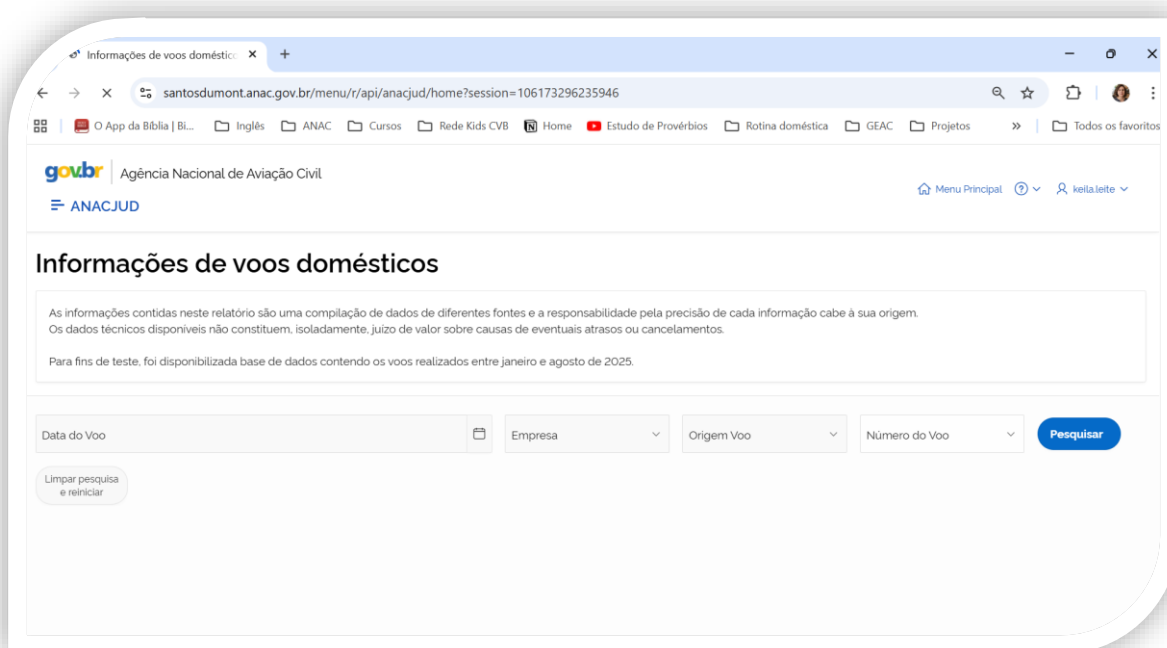 Informações de voos doméstico
santosdumont.anac.gov.br/menu/r/api/anacjud/home?session=106173296235946
O App da Bíblia | Bi... Inglês ANAC Cursos Rede Kids CVB Home Estudo de Provérbios Rotina doméstica GEAC Projetos » Todos os favoritos
gov.br Agência Nacional de Aviação Civil
Menu Principal keila.leite
ANACJUD
Informações de voos domésticos
As informações contidas neste relatório são uma compilação de dados de diferentes fontes e a responsabilidade pela precisão de cada informação cabe à sua origem.
Os dados técnicos disponíveis não constituem, isoladamente, juízo de valor sobre causas de eventuais atrasos ou cancelamentos.
Para fins de teste, foi disponibilizada base de dados contendo os voos realizados entre janeiro e agosto de 2025.
Data do Voo Empresa Origem Voo Número do Voo Pesquisar
Limpar pesquisa
e reiniciar